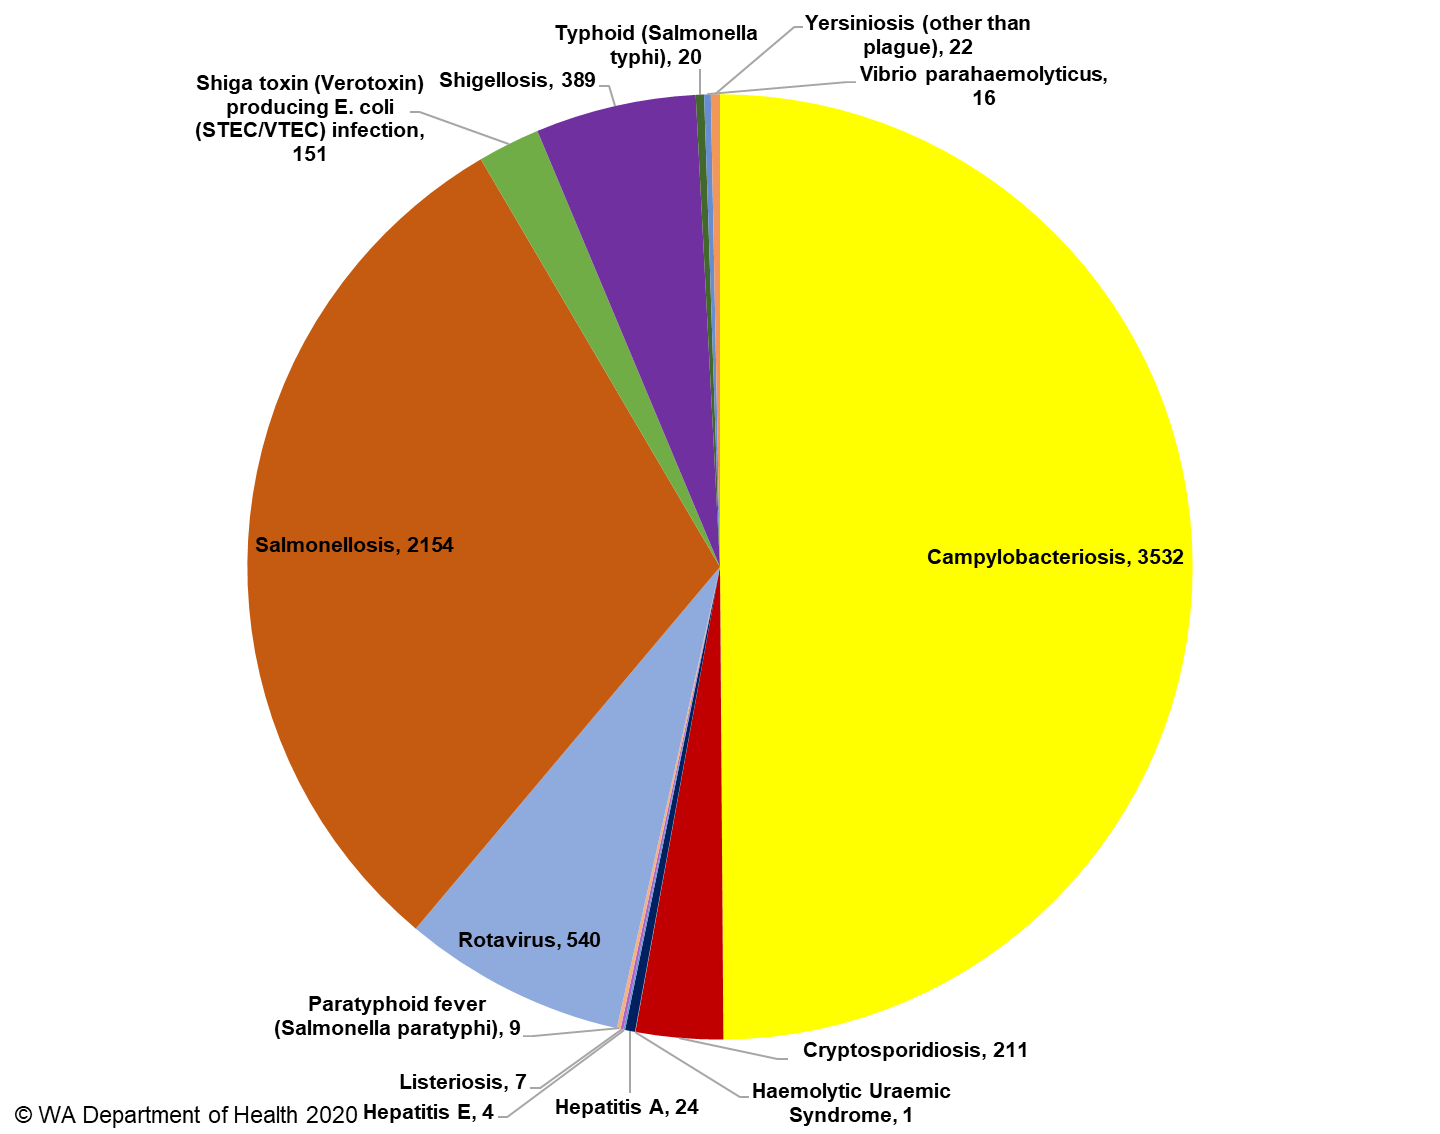 Yersiniosis (other than
plague), 22
Typhoid (Salmonella
typhi), 20
Vibrio parahaemolyticus,
16
Shigellosis, 389
Shiga toxin (Verotoxin)
producing E. coli
(STEC/VTEC) infection,
151
Salmonellosis, 2154
Campylobacteriosis, 3532
Rotavirus, 540
Paratyphoid fever
(Salmonella paratyphi), 9
Cryptosporidiosis, 211
Listeriosis, 7
Haemolytic Uraemic
Syndrome, 1
Hepatitis A, 24
Hepatitis E, 4
© WA Department of Health 2020